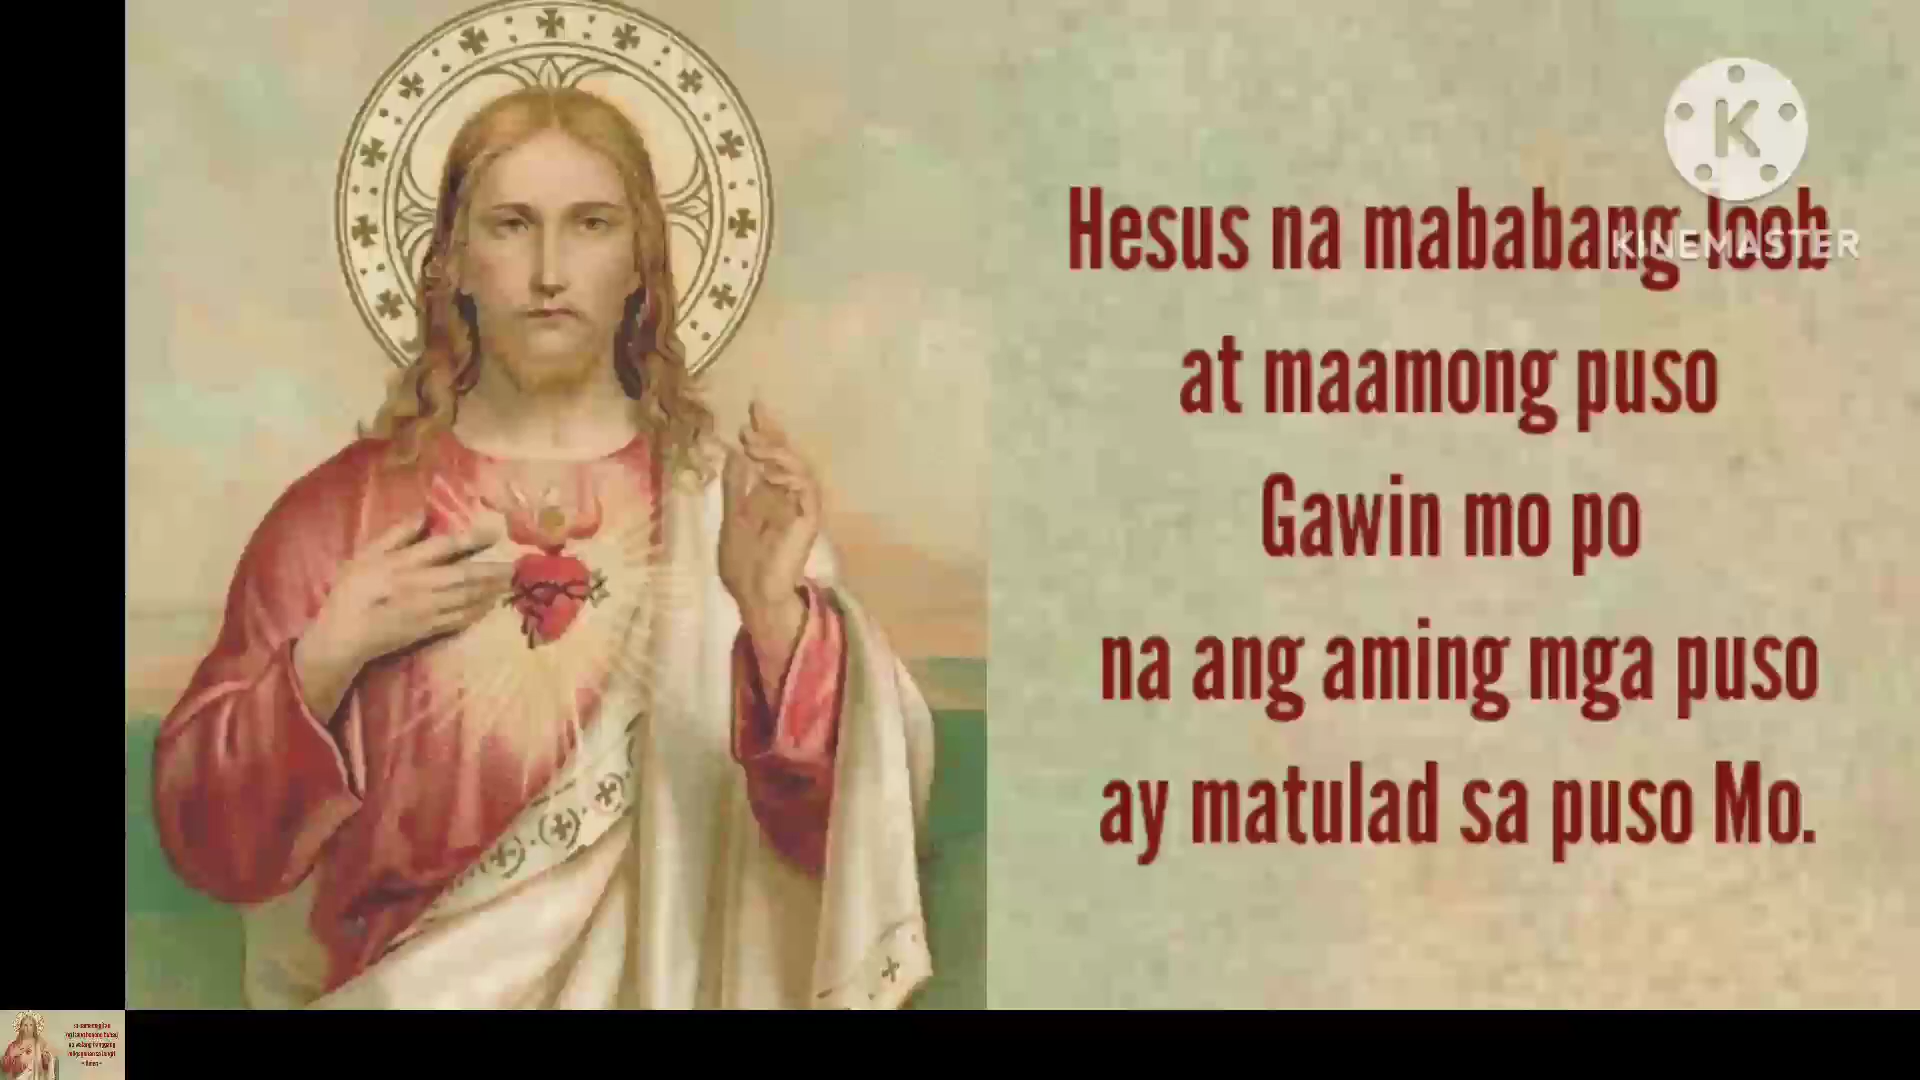 Hesus na mababang-loob
at maamong puso
Gawin mo po
na ang aming mga puso
ay matulad sa puso Mo.
K
KINEMASTER